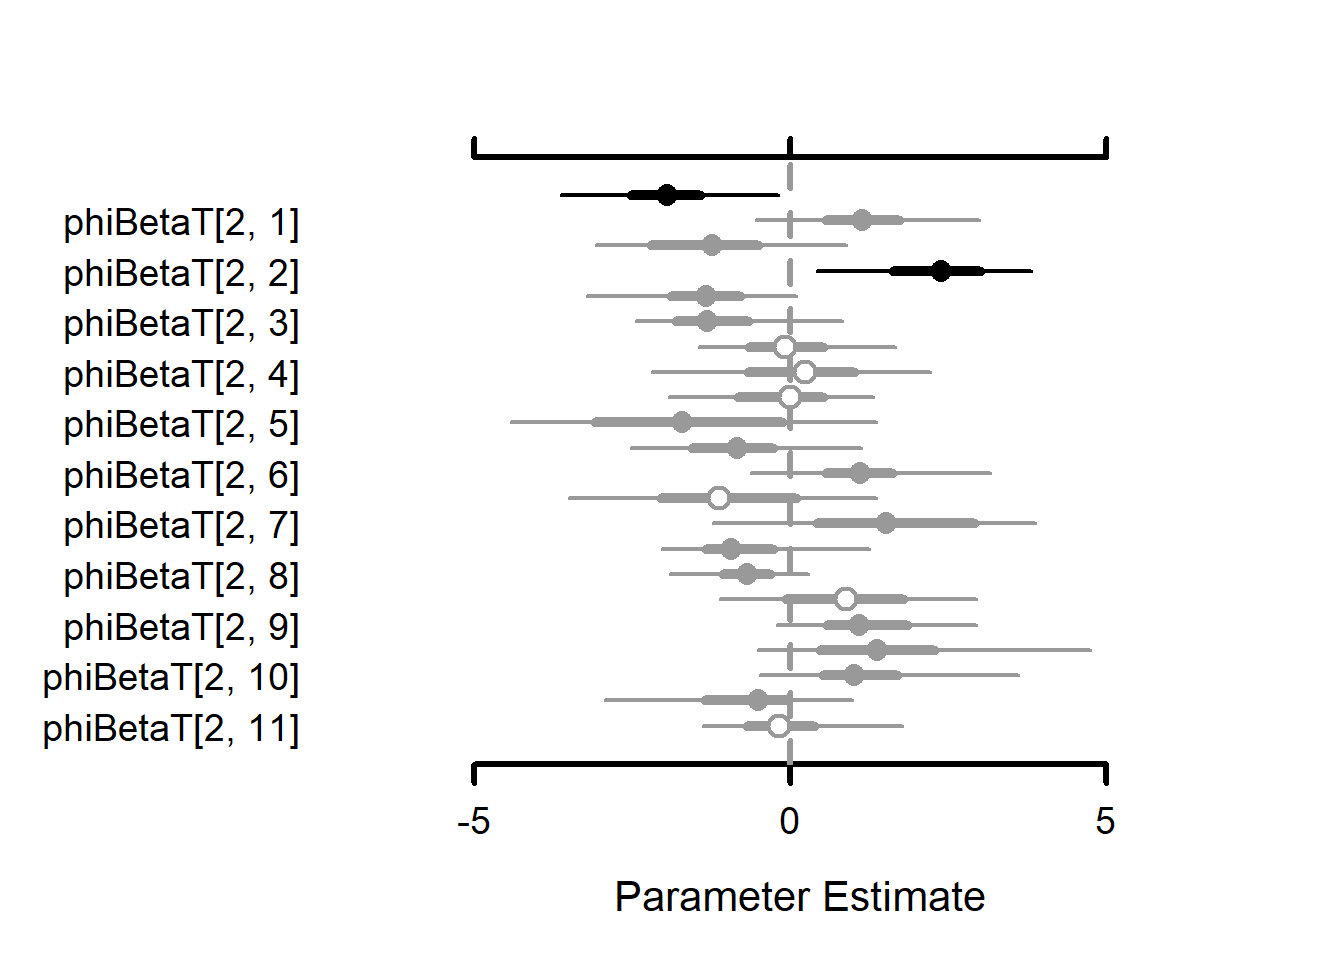 phiBetaT[2, 1]
phiBetaT[2, 2]
phiBetaT[2, 3]
phiBetaT[2, 4]
phiBetaT[2, 5]
phiBetaT[2, 6]
phiBetaT[2, 7]
phiBetaT[2, 8]
phiBetaT[2, 9]
phiBetaT[2, 10]
phiBetaT[2, 11]
-5 0 5
Parameter Estimate